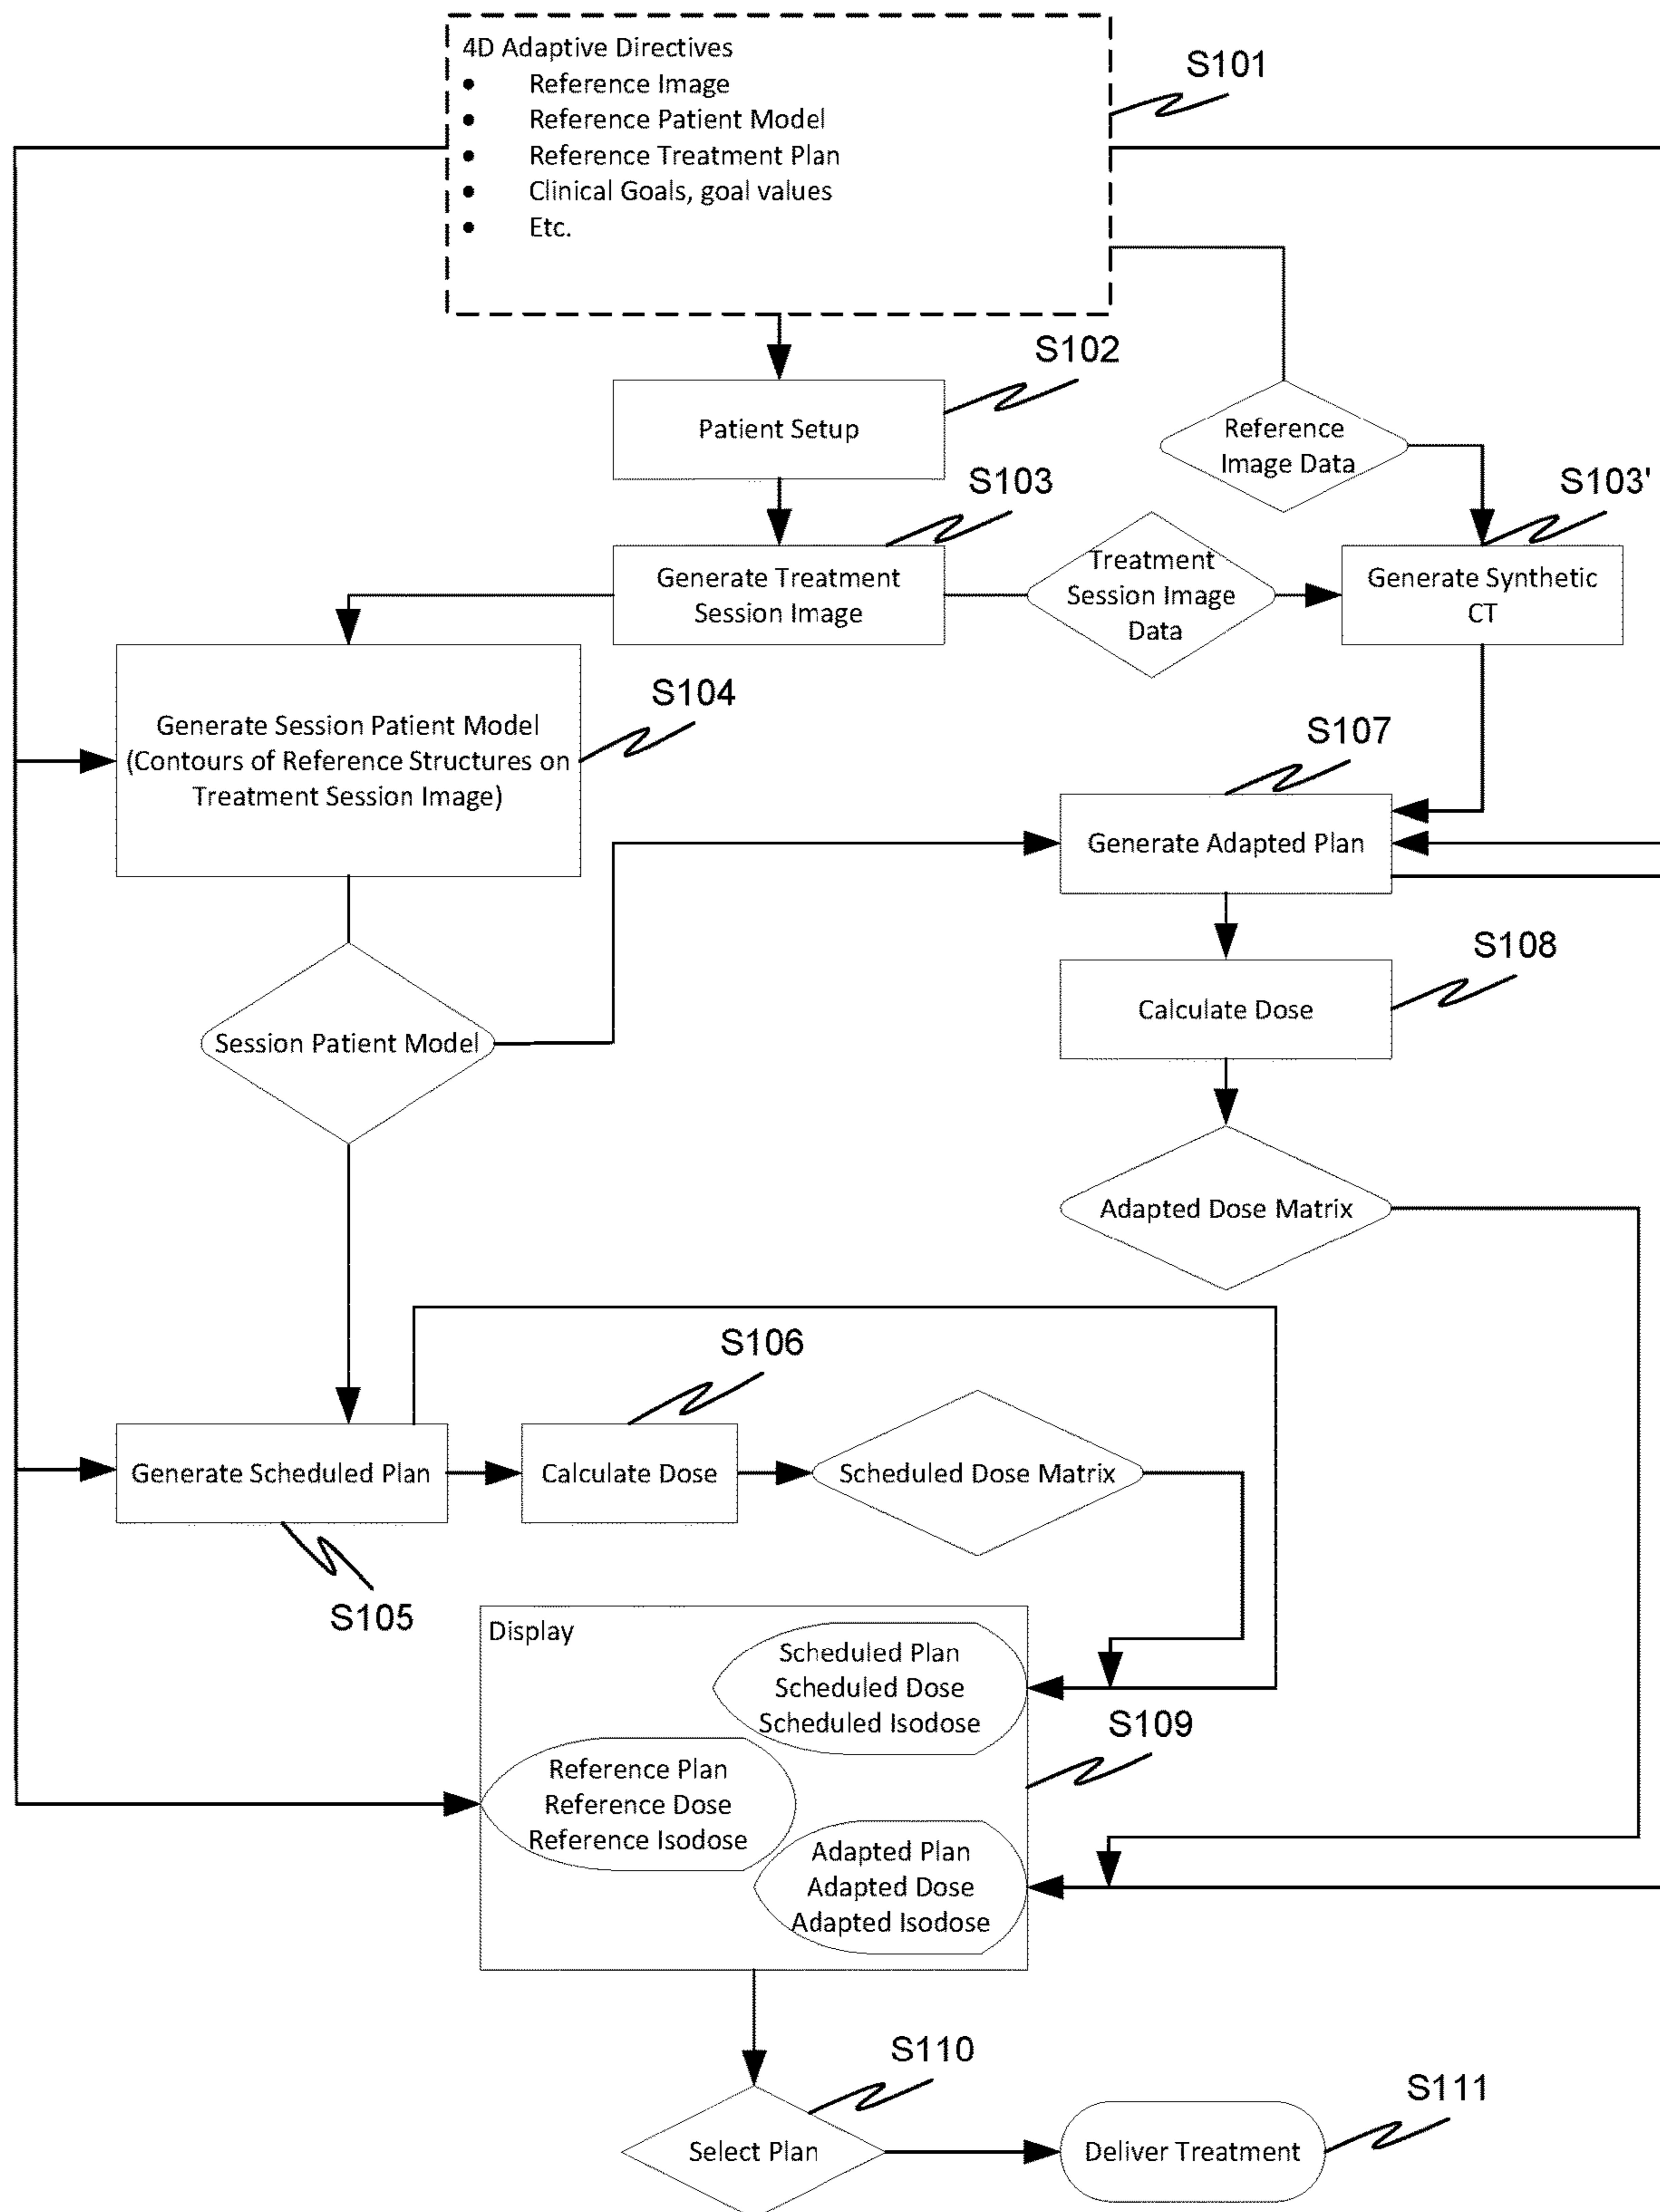 4D Adaptive Directives
• Reference Image
• Reference Patient Model
• Reference Treatment Plan
• Clinical Goals, goal values
• Etc.
S101
S102
Patient Setup
Reference
Image Data
S103
S103'
Generate Treatment
Session Image
Treatment
Session Image
Data
Generate Synthetic
CT
S104
Generate Session Patient Model
(Contours of Reference Structures on
Treatment Session Image)
S107
Generate Adapted Plan
S108
Calculate Dose
Session Patient Model
Adapted Dose Matrix
S106
Generate Scheduled Plan
Calculate Dose
Scheduled Dose Matrix
S105
Display
Scheduled Plan
Scheduled Dose
Scheduled Isodose
S109
Reference Plan
Reference Dose
Reference Isodose
Adapted Plan
Adapted Dose
Adapted Isodose
S110
S111
Select Plan
Deliver Treatment